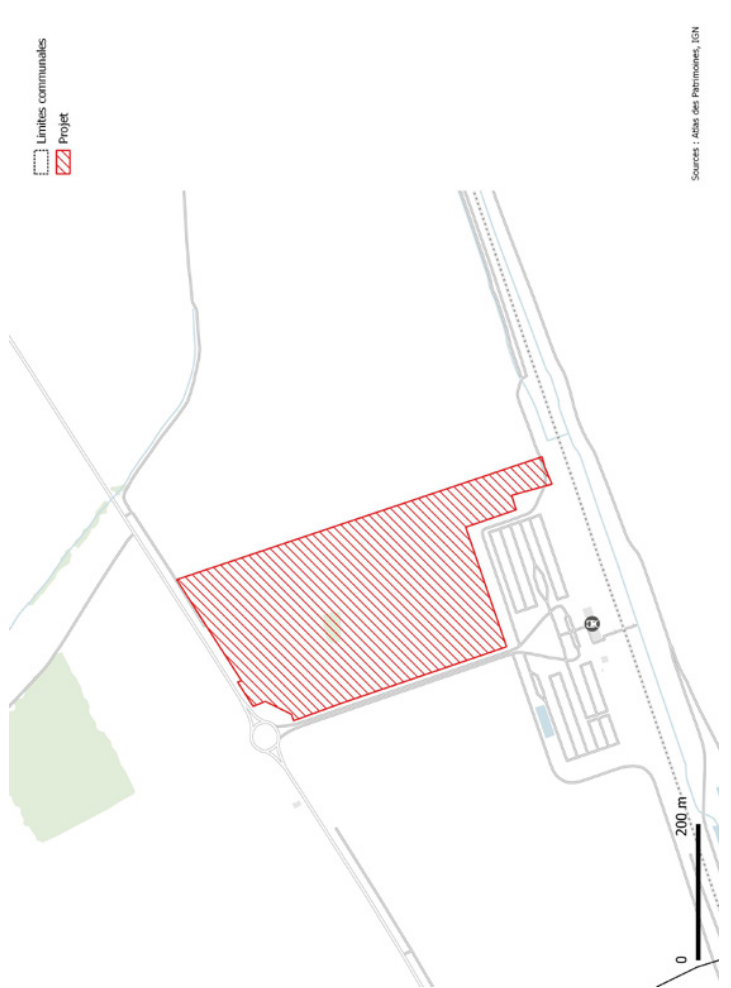 Limites communales
Projet
Sources : Atlas des Patrimoines, IGN
0
200 m